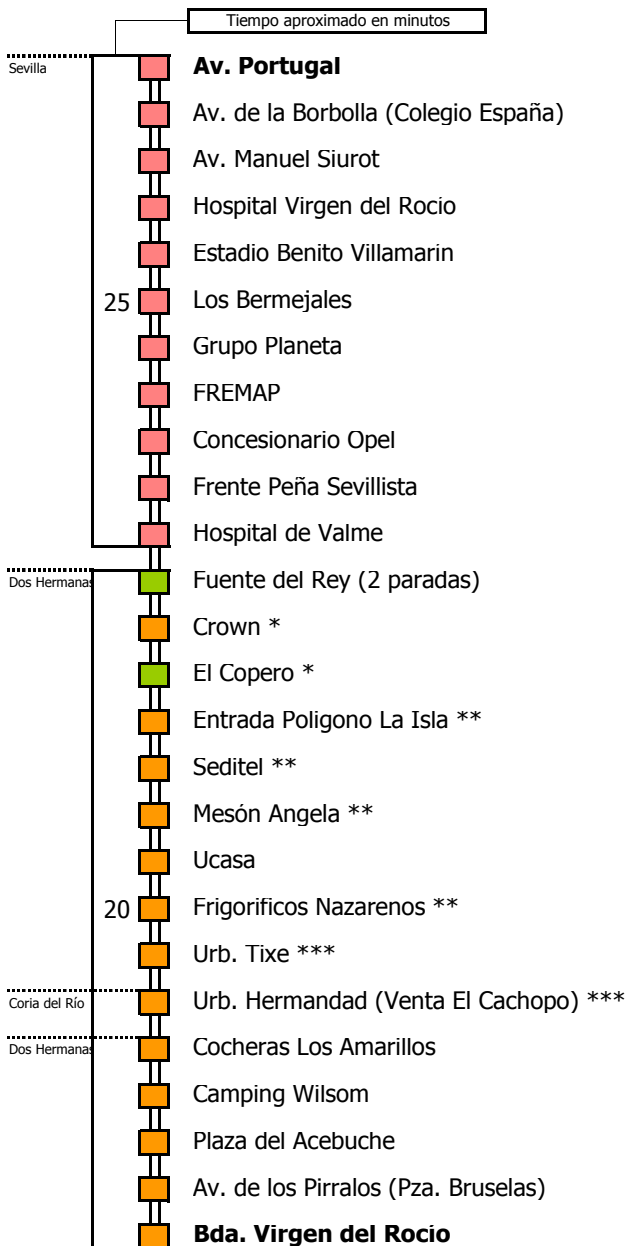 Tiempo aproximado en minutos
Sevilla
Av. Portugal
Av. de la Borbolla (Colegio España)
Av. Manuel Siurot
Hospital Virgen del Rocio
Estadio Benito Villamarin
25
Los Bermejales
Grupo Planeta
FREMAP
Concesionario Opel
Frente Peña Sevillista
Hospital de Valme
Dos Hermanas
Fuente del Rey (2 paradas)
Crown *
El Copero *
Entrada Poligono La Isla **
Seditel **
Mesón Angela **
Ucasa
20
Frigorificos Nazarenos **
Urb. Tixe ***
Coria del Río
Urb. Hermandad (Venta El Cachopo) ***
Dos Hermanas
Cocheras Los Amarillos
Camping Wilsom
Plaza del Acebuche
Av. de los Pirralos (Pza. Bruselas)
Bda. Virgen del Rocio